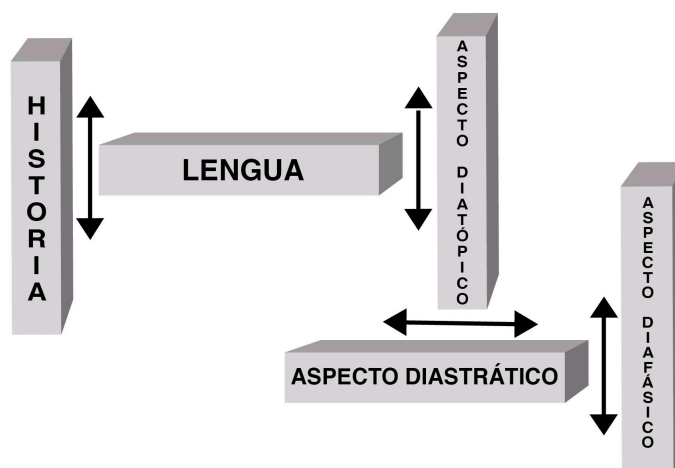 HISTORIA
LENGUA
ASPECTO DIATÓPICO
ASPECTO DIASTRÁTICO
ASPECTO DIAFÁSICO